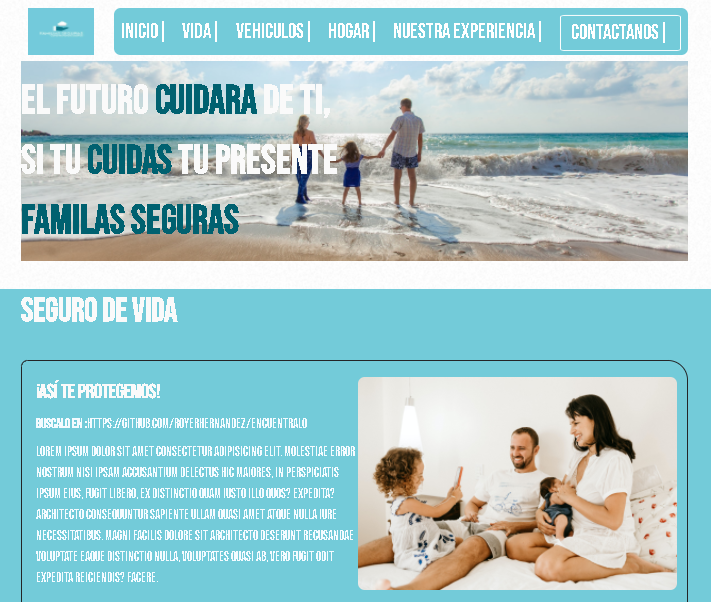 INICIO |
VIDA |
VEHICULOS |
HOGAR |
NUESTRA EXPERIENCIA |
CONTACTANOS |
EL FUTURO CUIDARA DE TI,
SI TU CUIDAS TU PRESENTE
FAMILAS SEGURAS
SEGURO DE VIDA
¡ASÍ TE PROTEGEMOS!
BUSCALO EN :HTTPS://GITHUB.COM/ROYERHERNANDEZ/ENCUENTRALO
LOREM IPSUM DOLOR SIT AMET CONSECTETUR ADIPISICING ELIT. MOLESTIAE ERROR
NOSTRUM NISI IPSAM ACCUSANTIUM DELECTUS HIC MAIORES, IN PERSPICIATIS
IPSUM EIUS, FUGIT LIBERO, EX DISTINCTIO QUAM IUSTO ILLO QUOS? EXPEDITA?
ARCHITECTO CONSEQUUNTUR SAPIENTE ULLAM QUASI AMET ATQUE NULLA IURE
NECESSITATIBUS, MAGNI FACILIS DOLORE SIT ARCHITECTO DESERUNT RECUSANDAE
VOLUPTATE EAQUE DISTINCTIO NULLA, VOLUPTATES QUASI AB, VERO FUGIT ODIT
EXPEDITA REICIENDIS? FACERE.